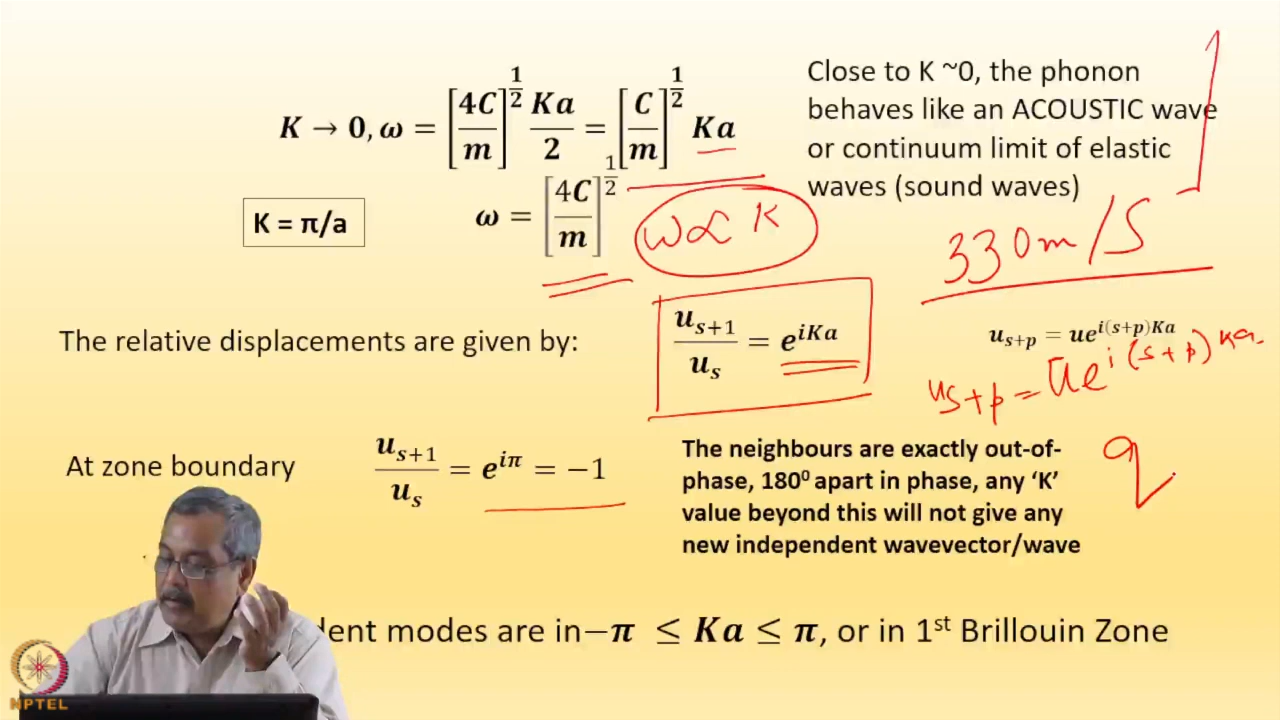 K → 0, ω = [4C/m]^(1/2) Ka/2 = [C/m]^(1/2) Ka
Close to K ~0, the phonon
behaves like an ACOUSTIC wave
or continuum limit of elastic
waves (sound waves)
K = π/a
ω = [4C/m]^(1/2)
ω ∝ K
330m/S
The relative displacements are given by:
u_{s+1}/u_s = e^{iKa}
u_{s+p} = ue^{i(s+p)Ka}
u_{s+p} = ue^{i(s+p)Ka}
At zone boundary
u_{s+1}/u_s = e^{iπ} = −1
The neighbours are exactly out-of-
phase, 180⁰ apart in phase, any ‘K’
value beyond this will not give any
new independent wavevector/wave
q
dent modes are in −π ≤ Ka ≤ π, or in 1st Brillouin Zone
NPTEL